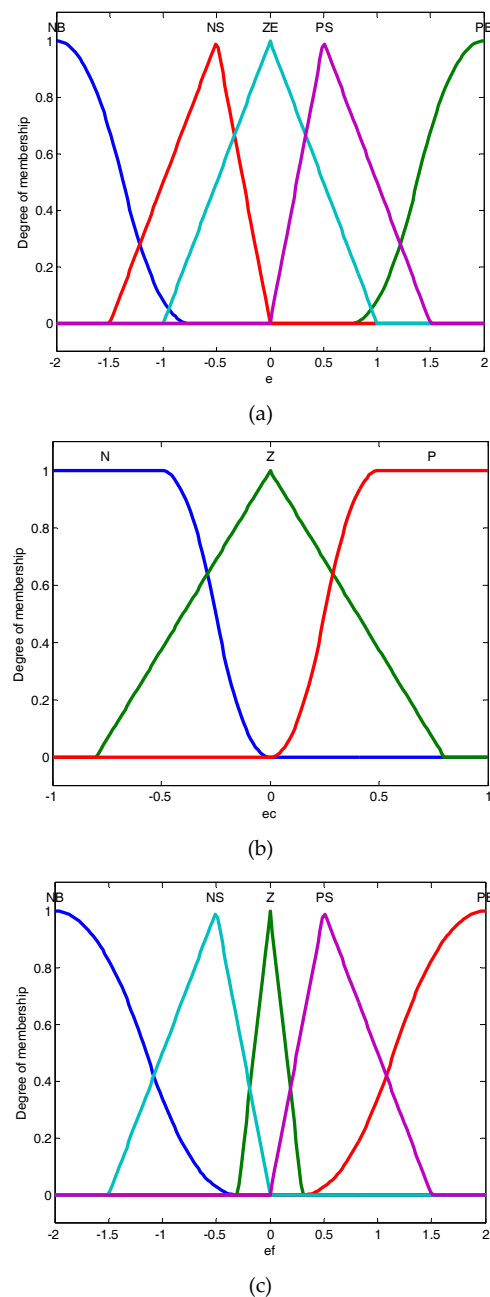 NB NS ZE PS PB
1
0.8
0.6
0.4
0.2
0
Degree of membership
-2 -1.5 -1 -0.5 0 0.5 1 1.5 2
e
(a)
N Z P
1
0.8
0.6
0.4
0.2
0
Degree of membership
-1 -0.5 0 0.5 1
ec
(b)
NB NS Z PS PB
1
0.8
0.6
0.4
0.2
0
Degree of membership
-2 -1.5 -1 -0.5 0 0.5 1 1.5 2
ef
(c)